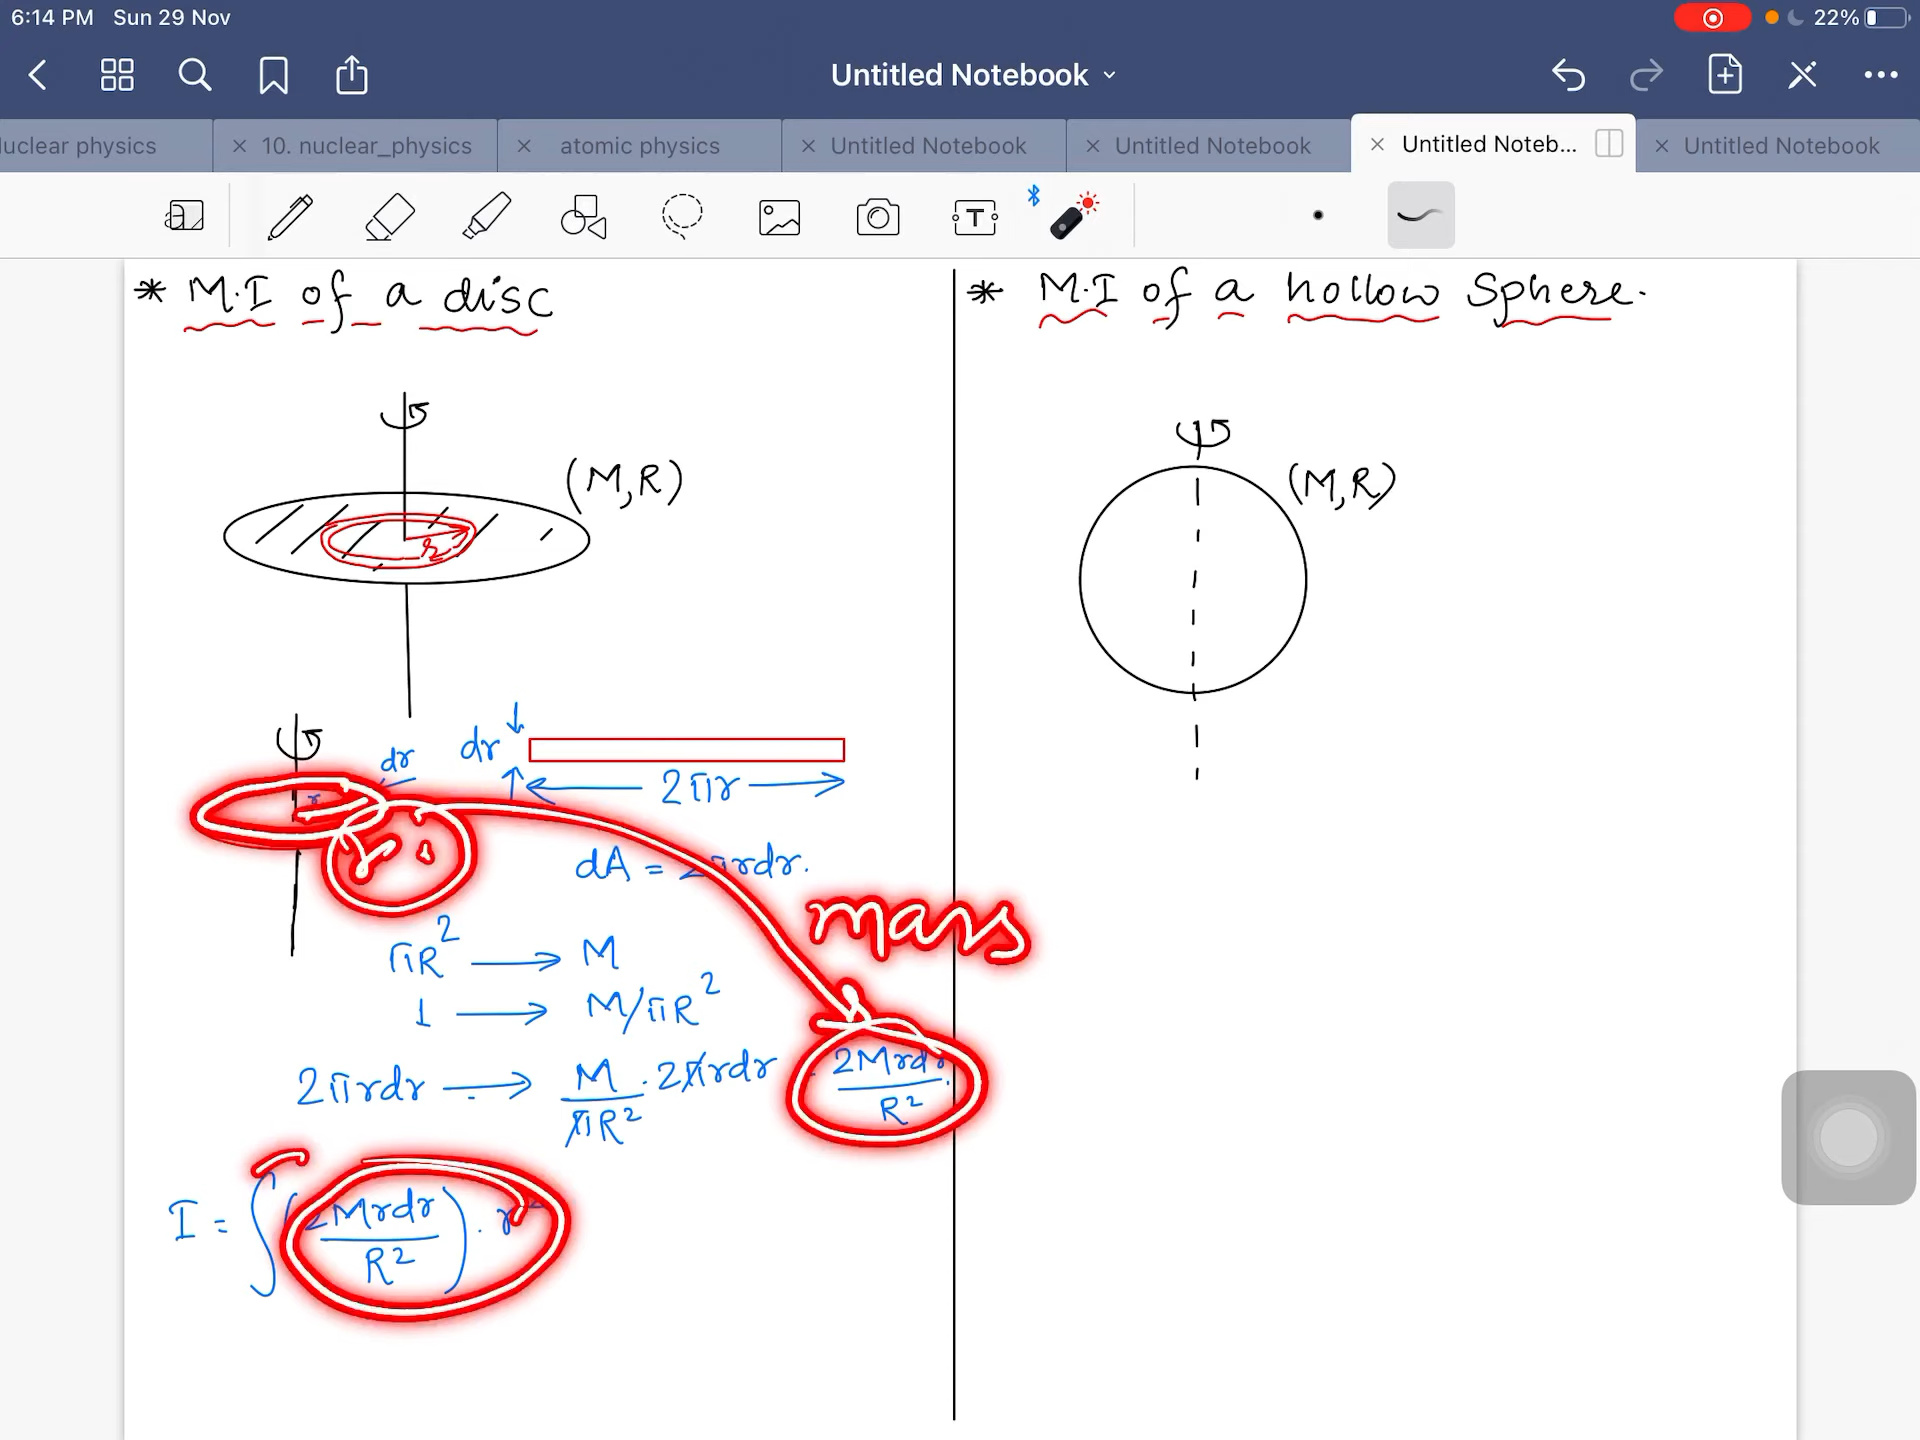 6:14 PM Sun 29 Nov
22%
Untitled Notebook
luclear physics
10. nuclear_physics
atomic physics
Untitled Notebook
Untitled Notebook
Untitled Noteb...
Untitled Notebook
* M.I of a disc
(M,R)
r
dr
r
dr
2πr
dA = 2πrdr.
mass
πR² → M
1 → M/πR²
2πrdr → M/πR² . 2πrdr = 2Mrdr/R²
I = ∫(2Mrdr/R²) . r²
* M.I of a hollow Sphere.
(M,R)